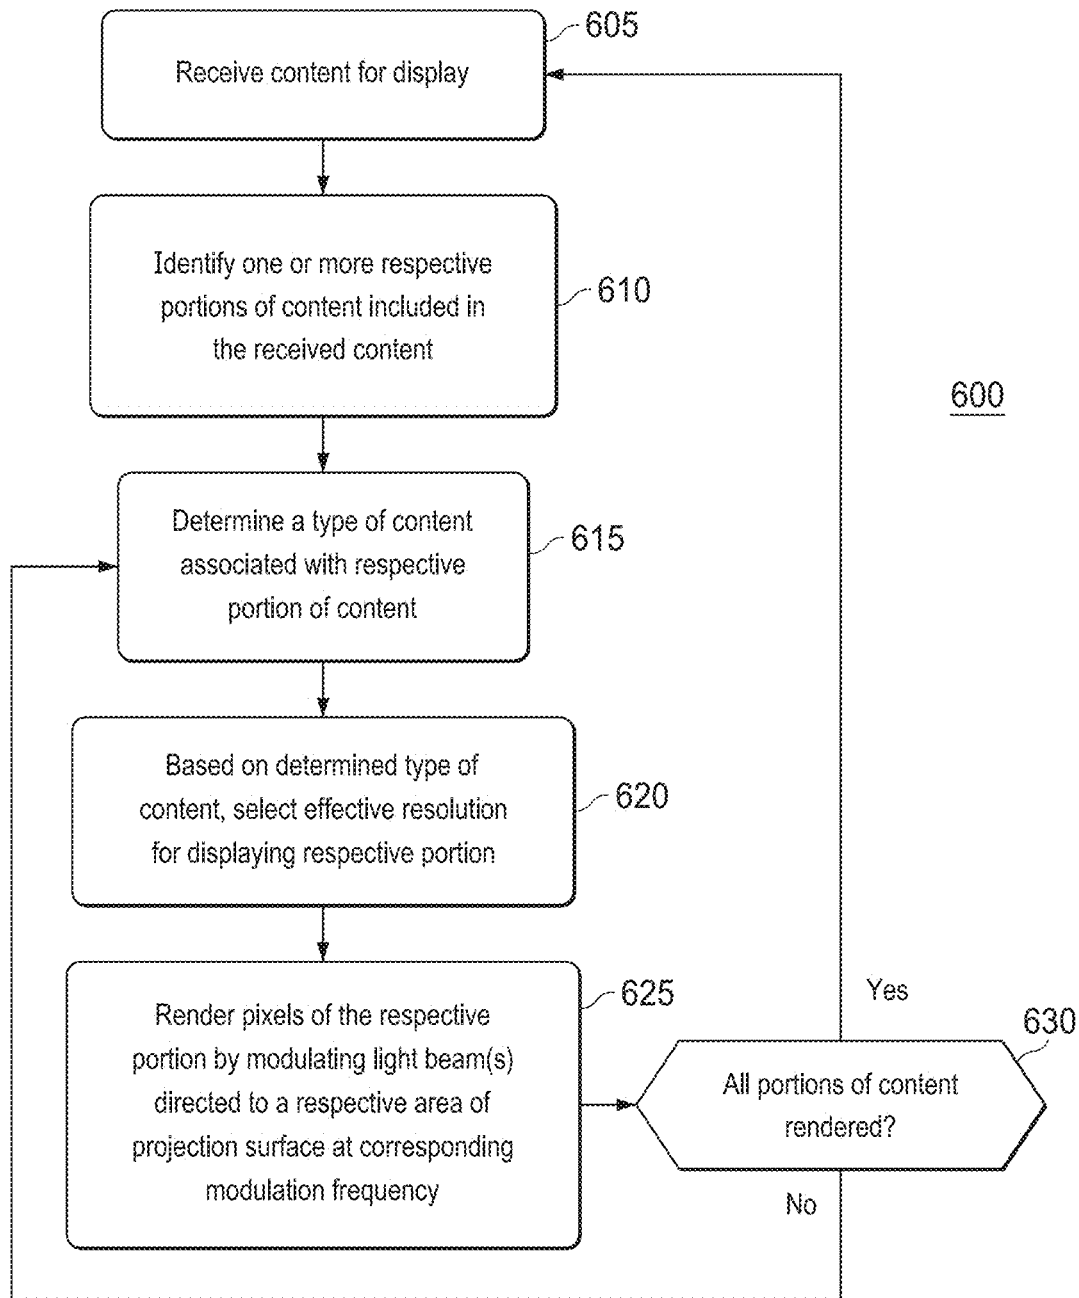 605
Receive content for display
Identify one or more respective
portions of content included in
the received content
610
600
Determine a type of content
associated with respective
portion of content
615
Based on determined type of
content, select effective resolution
for displaying respective portion
620
Render pixels of the respective
portion by modulating light beam(s)
directed to a respective area of
projection surface at corresponding
modulation frequency
625
Yes
630
All portions of content
rendered?
No